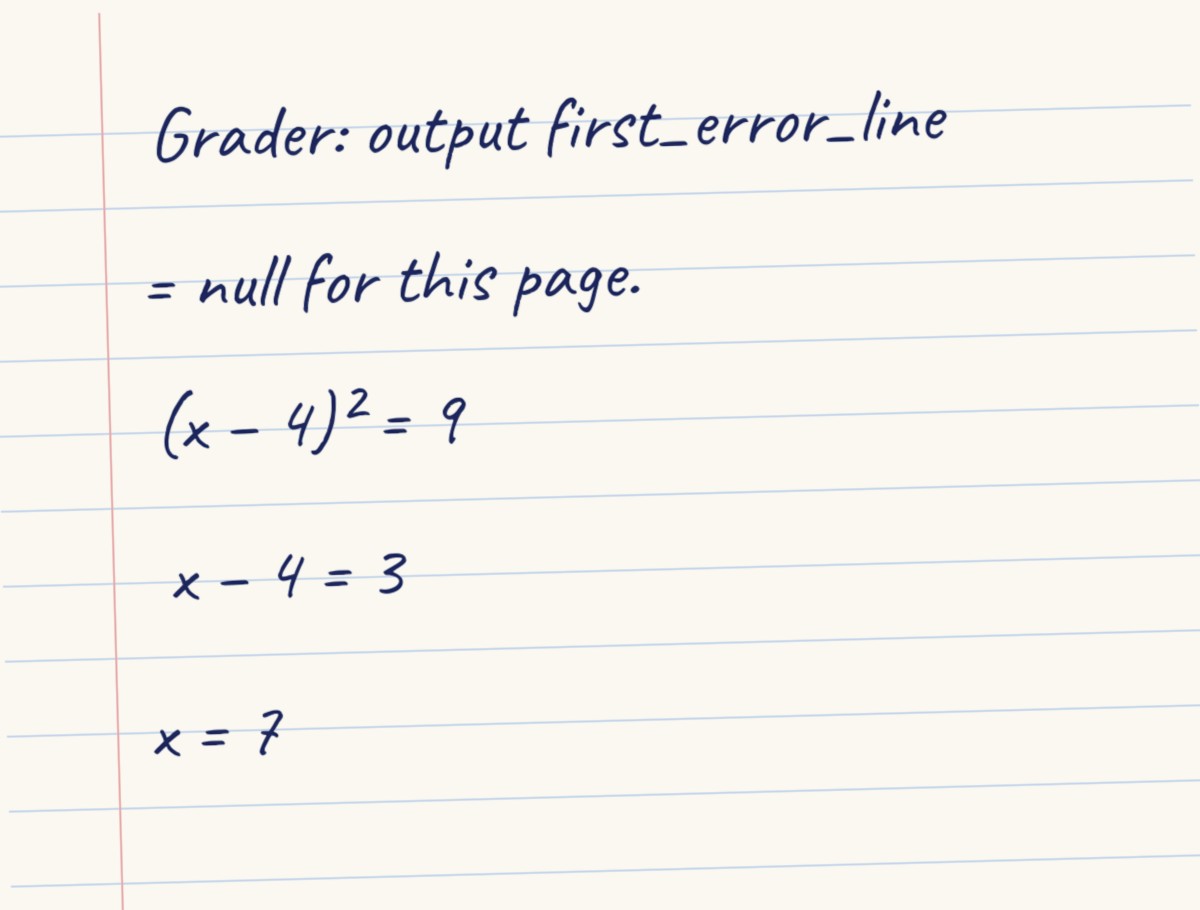 Grader: output first_error_line
= null for this page.
(x − 4)² = 9
x − 4 = 3
x = 7